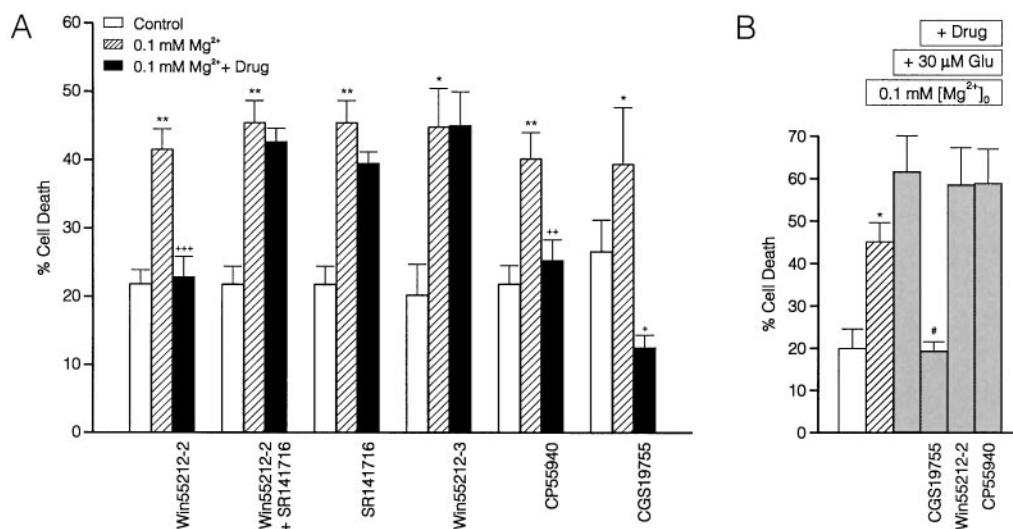 A
Control
0.1 mM Mg²⁺
0.1 mM Mg²⁺ + Drug
60
50
40
30
20
10
0
% Cell Death
**
+++
**
**
*
**
++
*
+
Win55212-2
Win55212-2
+ SR141716
SR141716
Win55212-3
CP55940
CGS19755
B
+ Drug
+ 30 µM Glu
0.1 mM [Mg²⁺]₀
70
60
50
40
30
20
10
0
% Cell Death
*
#
CGS19755
Win55212-2
CP55940